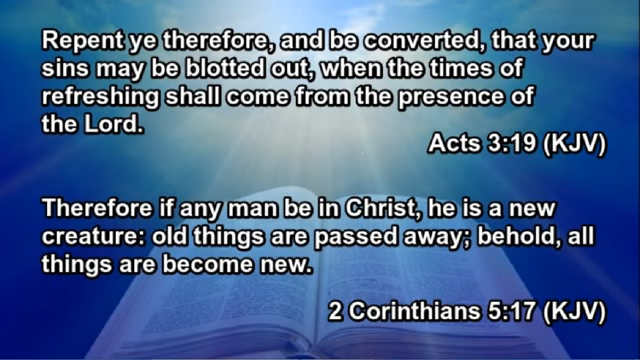 Repent ye therefore, and be converted, that your
sins may be blotted out, when the times of
refreshing shall come from the presence of
the Lord.
Acts 3:19 (KJV)
Therefore if any man be in Christ, he is a new
creature: old things are passed away; behold, all
things are become new.
2 Corinthians 5:17 (KJV)